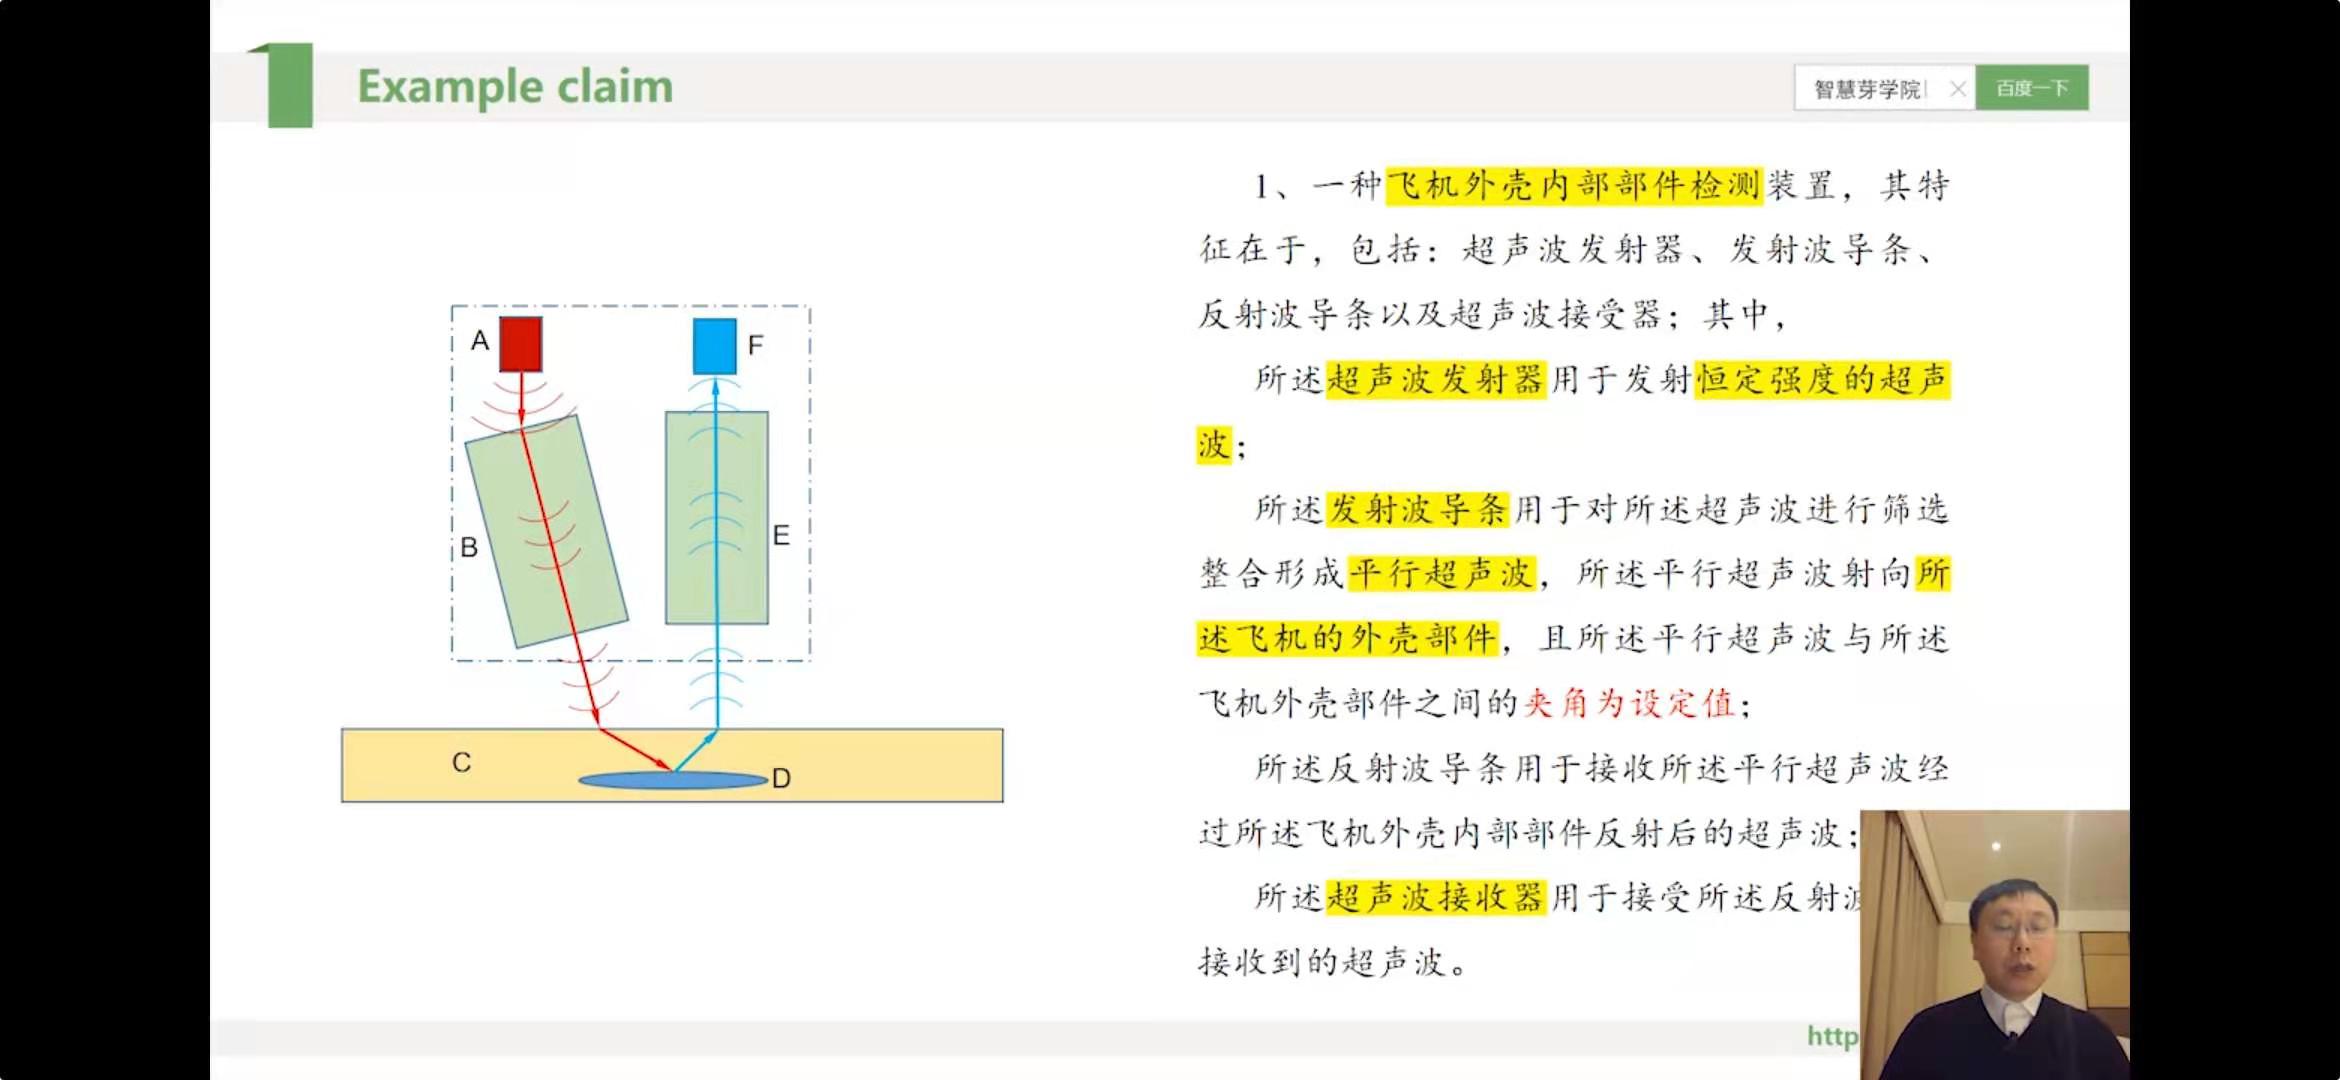 1
Example claim
智慧芽学院
百度一下
1、一种飞机外壳内部部件检测装置，其特
征在于，包括：超声波发射器、发射波导条、
反射波导条以及超声波接受器；其中，
所述超声波发射器用于发射恒定强度的超声
波；
所述发射波导条用于对所述超声波进行筛选
整合形成平行超声波，所述平行超声波射向所
述飞机的外壳部件，且所述平行超声波与所述
飞机外壳部件之间的夹角为设定值；
所述反射波导条用于接收所述平行超声波经
过所述飞机外壳内部部件反射后的超声波；
所述超声波接收器用于接受所述反射
接收到的超声波。
A
F
B
E
C
D
http